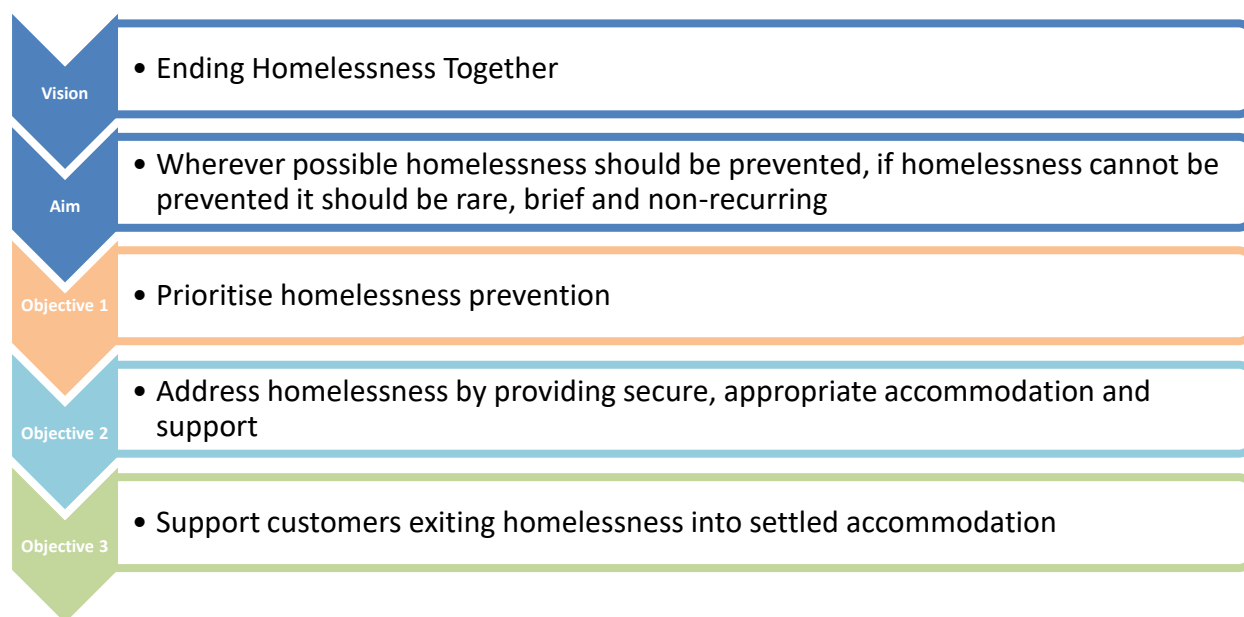 Vision
• Ending Homelessness Together
Aim
• Wherever possible homelessness should be prevented, if homelessness cannot be
prevented it should be rare, brief and non-recurring
Objective 1
• Prioritise homelessness prevention
Objective 2
• Address homelessness by providing secure, appropriate accommodation and
support
Objective 3
• Support customers exiting homelessness into settled accommodation